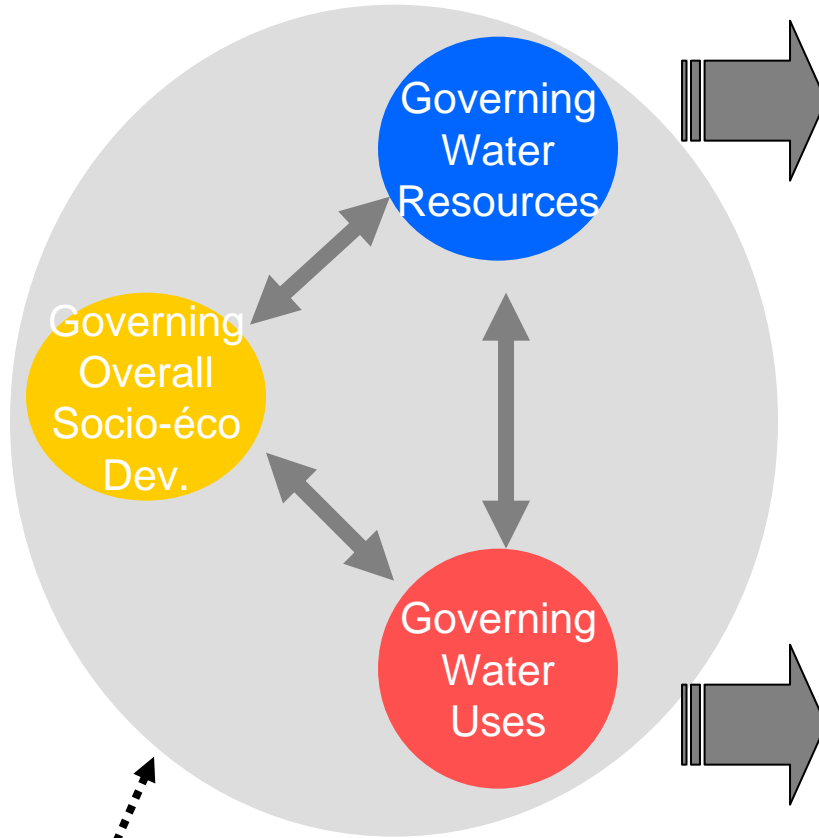 Governing
Water
Resources
Governing
Overall
Socio-éco
Dev.
Governing
Water
Uses